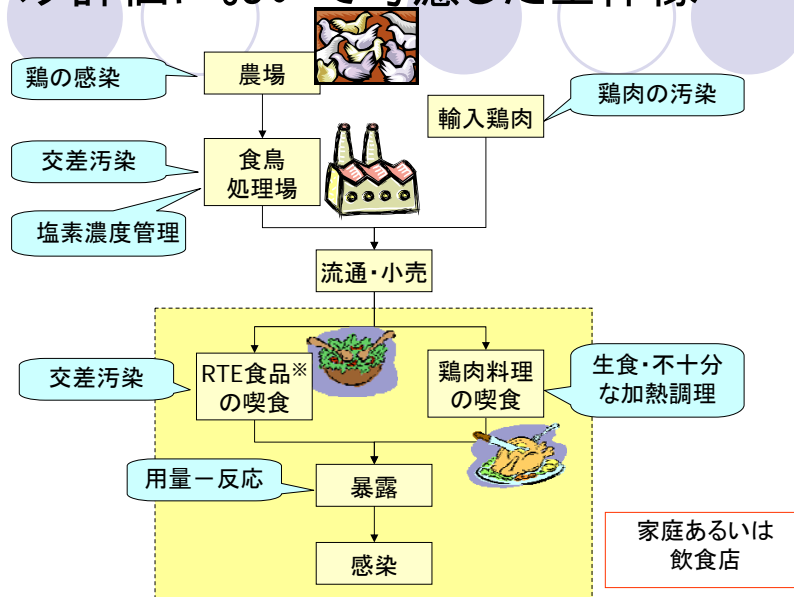 鶏の感染
農場
輸入鶏肉
鶏肉の汚染
交差汚染
食鳥
処理場
塩素濃度管理
流通・小売
交差汚染
RTE食品※
の喫食
鶏肉料理
の喫食
生食・不十分
な加熱調理
用量－反応
暴露
感染
家庭あるいは
飲食店